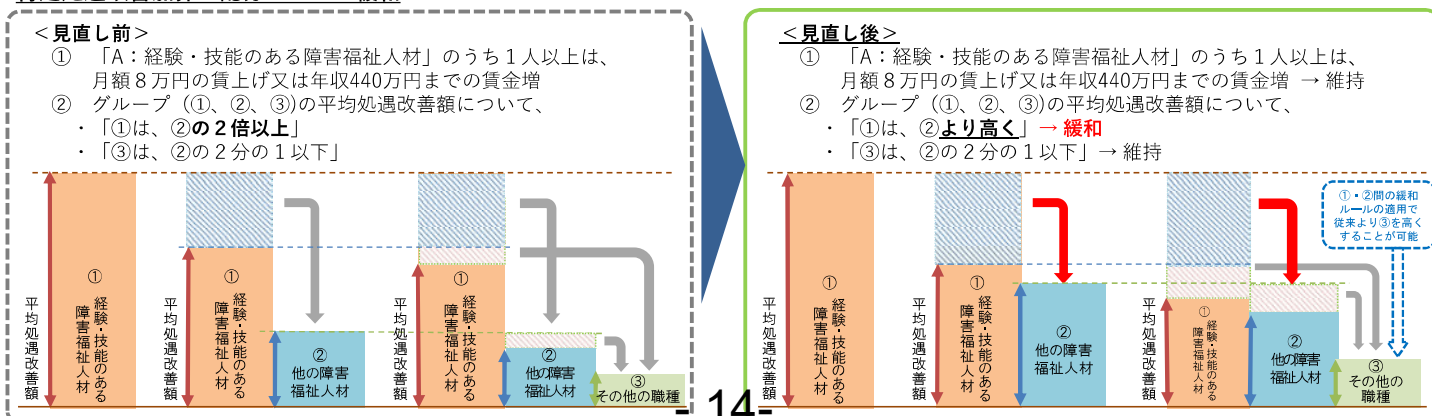 ＜見直し前＞
① 「A：経験・技能のある障害福祉人材」のうち１人以上は、
月額８万円の賃上げ又は年収440万円までの賃金増
② グループ（①、②、③)の平均処遇改善額について、
・「①は、②の２倍以上」
・「③は、②の２分の１以下」
平均処遇改善額
①
経験・技能のある
障害福祉人材
平均処遇改善額
①
経験・技能のある
障害福祉人材
②
他の障害
福祉人材
平均処遇改善額
①
経験・技能のある
障害福祉人材
②
他の障害
福祉人材
③
その他の職種
＜見直し後＞
① 「A：経験・技能のある障害福祉人材」のうち１人以上は、
月額８万円の賃上げ又は年収440万円までの賃金増 → 維持
② グループ（①、②、③)の平均処遇改善額について、
・「①は、②より高く」→ 緩和
・「③は、②の２分の１以下」→ 維持
①・②間の緩和
ルールの適用で
従来より③を高く
することが可能
平均処遇改善額
①
経験・技能のある
障害福祉人材
平均処遇改善額
①
経験・技能のある
障害福祉人材
②
他の障害
福祉人材
平均処遇改善額
①
経験・技能のある
障害福祉人材
②
他の障害
福祉人材
③
その他の
職種
- 14-